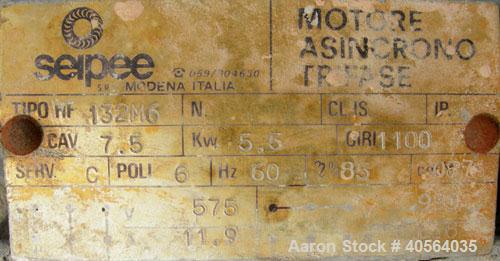 MOTORE
ASINCRONO
TRIFASE
seipee
059/304630
S.R.L. MODENA ITALIA
TIPO HF 132M6 N. CL IS IP
CAV 7.5 Kw 5,5 GIRI 1100
SERV. C POLI 6 Hz 60 85
V 575
11.9
Aaron Stock # 40564035